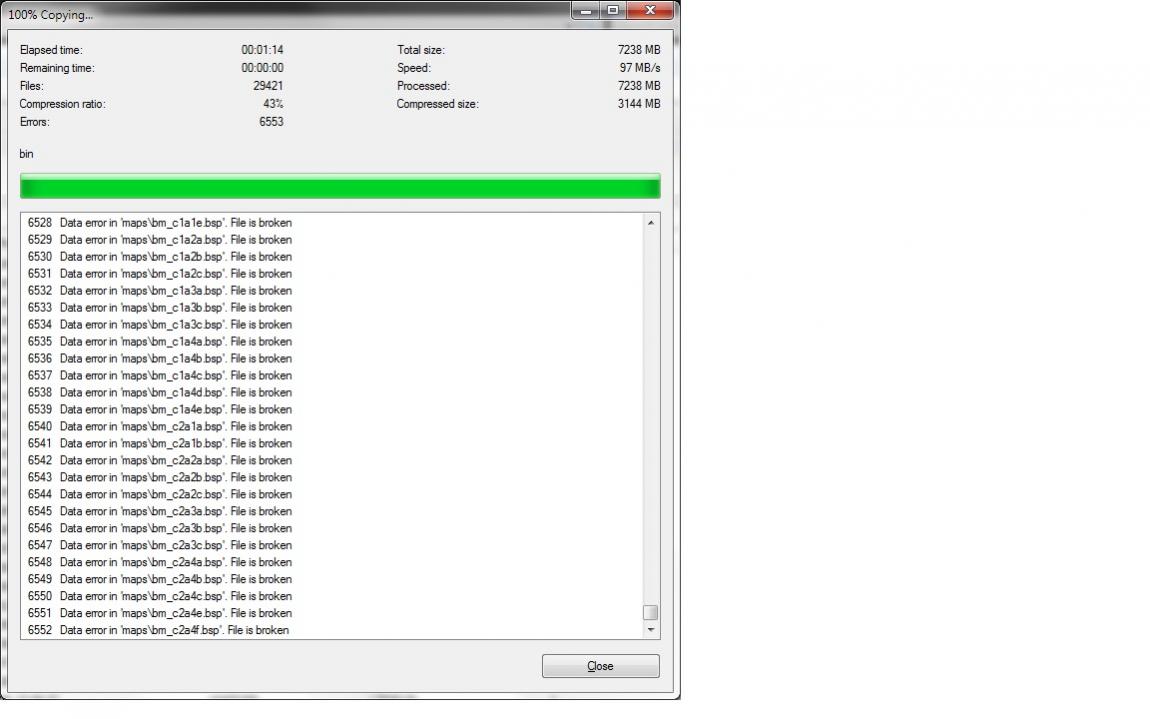 100% Copying...
Elapsed time: 00:01:14 Total size: 7238 MB
Remaining time: 00:00:00 Speed: 97 MB/s
Files: 29421 Processed: 7238 MB
Compression ratio: 43% Compressed size: 3144 MB
Errors: 6553
bin
6528 Data error in 'maps\bm_c1a1e.bsp'. File is broken
6529 Data error in 'maps\bm_c1a2a.bsp'. File is broken
6530 Data error in 'maps\bm_c1a2b.bsp'. File is broken
6531 Data error in 'maps\bm_c1a2c.bsp'. File is broken
6532 Data error in 'maps\bm_c1a3a.bsp'. File is broken
6533 Data error in 'maps\bm_c1a3b.bsp'. File is broken
6534 Data error in 'maps\bm_c1a3c.bsp'. File is broken
6535 Data error in 'maps\bm_c1a4a.bsp'. File is broken
6536 Data error in 'maps\bm_c1a4b.bsp'. File is broken
6537 Data error in 'maps\bm_c1a4c.bsp'. File is broken
6538 Data error in 'maps\bm_c1a4d.bsp'. File is broken
6539 Data error in 'maps\bm_c1a4e.bsp'. File is broken
6540 Data error in 'maps\bm_c2a1a.bsp'. File is broken
6541 Data error in 'maps\bm_c2a1b.bsp'. File is broken
6542 Data error in 'maps\bm_c2a2a.bsp'. File is broken
6543 Data error in 'maps\bm_c2a2b.bsp'. File is broken
6544 Data error in 'maps\bm_c2a2c.bsp'. File is broken
6545 Data error in 'maps\bm_c2a3a.bsp'. File is broken
6546 Data error in 'maps\bm_c2a3b.bsp'. File is broken
6547 Data error in 'maps\bm_c2a3c.bsp'. File is broken
6548 Data error in 'maps\bm_c2a4a.bsp'. File is broken
6549 Data error in 'maps\bm_c2a4b.bsp'. File is broken
6550 Data error in 'maps\bm_c2a4c.bsp'. File is broken
6551 Data error in 'maps\bm_c2a4e.bsp'. File is broken
6552 Data error in 'maps\bm_c2a4f.bsp'. File is broken
Close